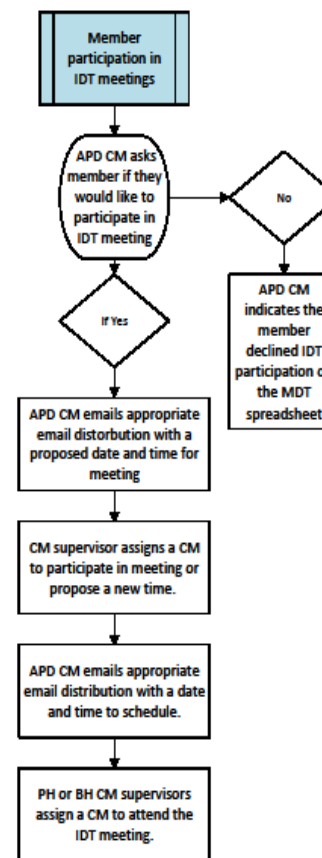 Member
participation in
IDT meetings
APD CM asks
member if they
would like to
participate in
IDT meeting
No
If Yes
APD CM
indicates the
member
declined IDT
participation o
the MDT
spreadsheet
APD CM emails appropriate
email distorbution with a
proposed date and time for
meeting
CM supervisor assigns a CM
to participate in meeting or
propose a new time.
APD CM emails appropriate
email distribution with a date
and time to schedule.
PH or BH CM supervisors
assign a CM to attend the
IDT meeting.